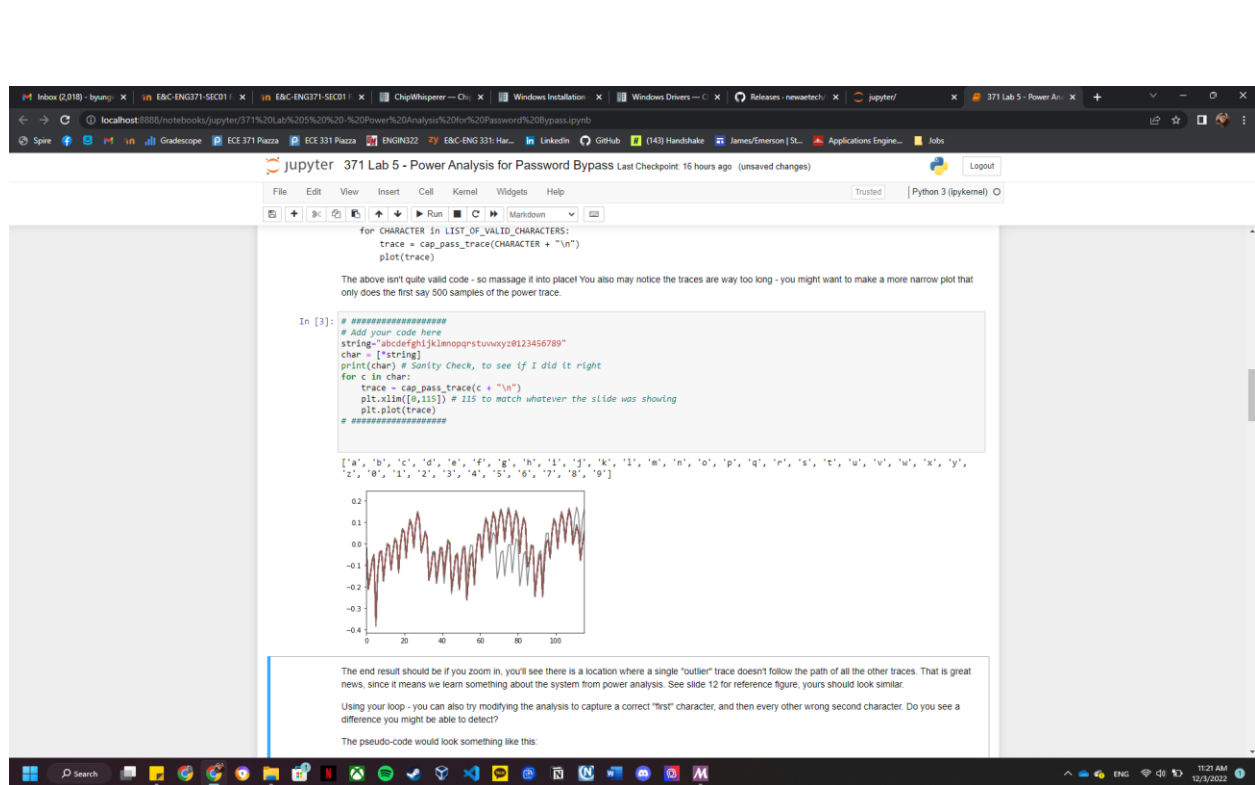 Inbox (2,018) - byung
E&C-ENG371-SEC01 F
E&C-ENG371-SEC01 F
ChipWhisperer — Chi
Windows Installation
Windows Drivers — C
Releases · newaetech/
jupyter/
371 Lab 5 - Power Ana
localhost:8888/notebooks/jupyter/371%20Lab%205%20%20-%20Power%20Analysis%20for%20Password%20Bypass.ipynb
Spire
Gradescope
ECE 371 Piazza
ECE 331 Piazza
ENGIN322
E&C-ENG 331: Har...
LinkedIn
GitHub
(143) Handshake
James/Emerson | St...
Applications Engine...
Jobs
jupyter 371 Lab 5 - Power Analysis for Password Bypass Last Checkpoint: 16 hours ago (unsaved changes)
Logout
File Edit View Insert Cell Kernel Widgets Help
Trusted
Python 3 (ipykernel)
Run
Markdown
for CHARACTER in LIST_OF_VALID_CHARACTERS:
trace = cap_pass_trace(CHARACTER + "\n")
plot(trace)
The above isn't quite valid code - so massage it into place! You also may notice the traces are way too long - you might want to make a more narrow plot that
only does the first say 500 samples of the power trace.
In [3]:
# ###################
# Add your code here
string="abcdefghijklmnopqrstuvwxyz0123456789"
char = [*string]
print(char) # Sanity Check, to see if I did it right
for c in char:
trace = cap_pass_trace(c + "\n")
plt.xlim([0,115]) # 115 to match whatever the slide was showing
plt.plot(trace)
# ###################
['a', 'b', 'c', 'd', 'e', 'f', 'g', 'h', 'i', 'j', 'k', 'l', 'm', 'n', 'o', 'p', 'q', 'r', 's', 't', 'u', 'v', 'w', 'x', 'y',
'z', '0', '1', '2', '3', '4', '5', '6', '7', '8', '9']
0.2
0.1
0.0
−0.1
−0.2
−0.3
−0.4
0 20 40 60 80 100
The end result should be if you zoom in, you'll see there is a location where a single "outlier" trace doesn't follow the path of all the other traces. That is great
news, since it means we learn something about the system from power analysis. See slide 12 for reference figure, yours should look similar.
Using your loop - you can also try modifying the analysis to capture a correct "first" character, and then every other wrong second character. Do you see a
difference you might be able to detect?
The pseudo-code would look something like this:
Search
ENG
11:21 AM
12/3/2022